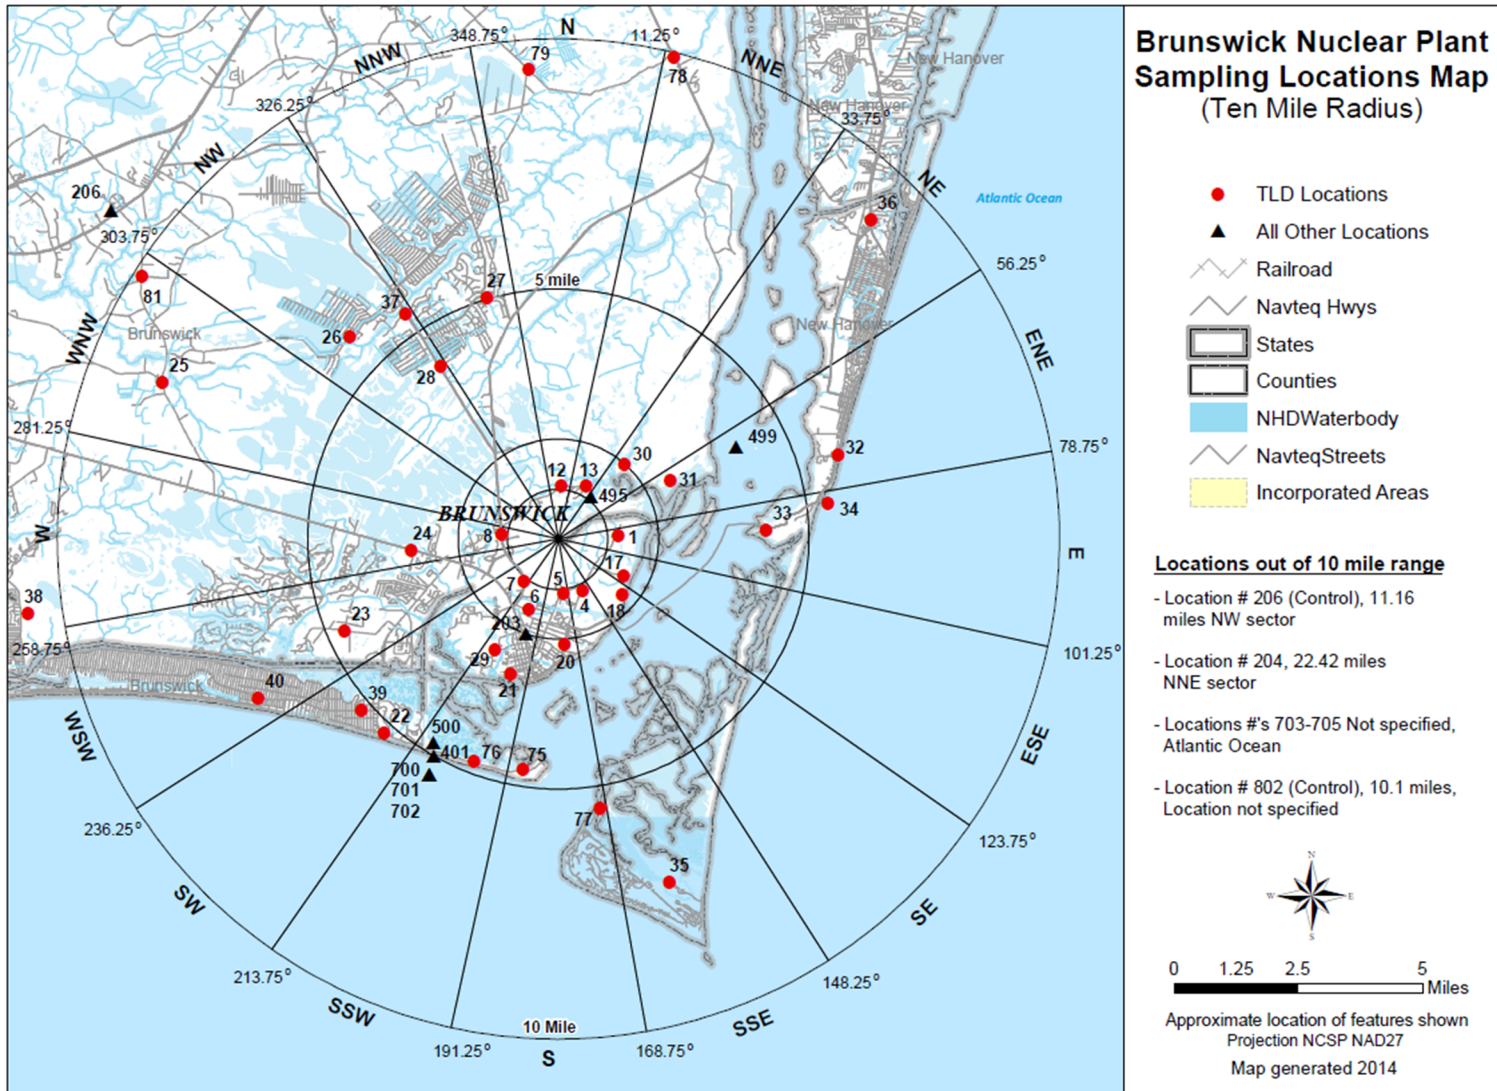 Brunswick Nuclear Plant
Sampling Locations Map
(Ten Mile Radius)
TLD Locations
All Other Locations
Railroad
Navteq Hwys
States
Counties
NHDWaterbody
NavteqStreets
Incorporated Areas
Locations out of 10 mile range
- Location # 206 (Control), 11.16
miles NW sector
- Location # 204, 22.42 miles
NNE sector
- Locations #'s 703-705 Not specified,
Atlantic Ocean
- Location # 802 (Control), 10.1 miles,
Location not specified
N
W
E
S
0 1.25 2.5 5
Miles
Approximate location of features shown
Projection NCSP NAD27
Map generated 2014
348.75°
N
11.25°
NNW
79
78
NNE
New Hanover
326.25°
New Hanover
33.75°
NW
NE
206
36
Atlantic Ocean
303.75°
56.25°
81
27
5 mile
37
New Hanover
WNW
Brunswick
26
ENE
25
28
281.25°
499
78.75°
32
30
12
13
31
495
BRUNSWICK
34
33
W
24
8
1
E
17
7
5
38
6
4
18
23
203
258.75°
29
20
101.25°
Brunswick
40
21
39
22
500
WSW
401
76
75
ESE
700
701
702
77
236.25°
123.75°
35
SW
SE
213.75°
148.25°
SSW
SSE
10 Mile
191.25°
S
168.75°